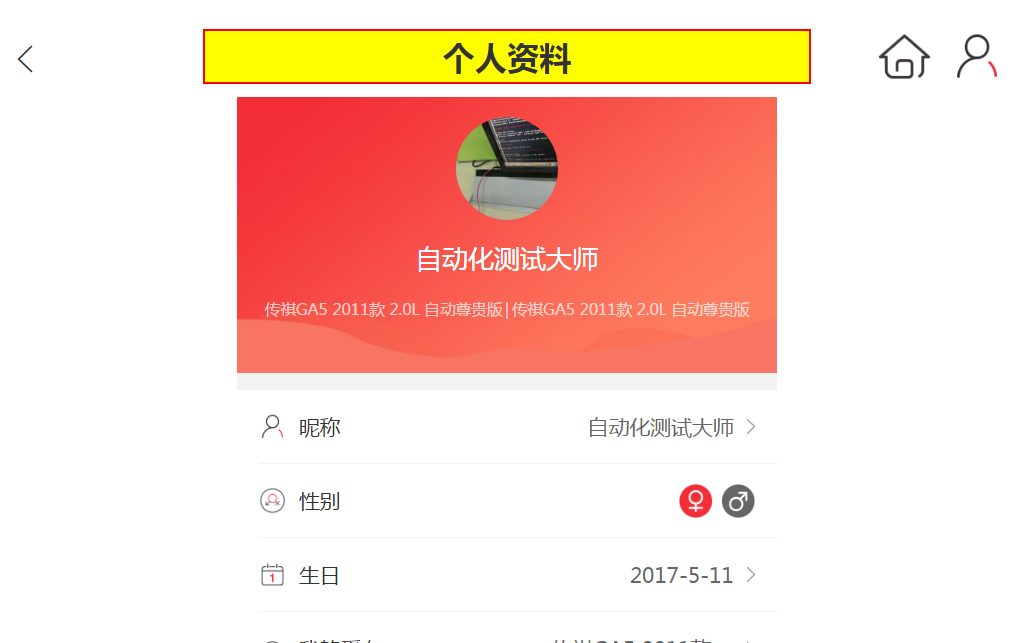 个人资料
自动化测试大师
传祺GA5 2011款 2.0L 自动尊贵版|传祺GA5 2011款 2.0L 自动尊贵版
昵称 自动化测试大师
性别
1 生日 2017-5-11